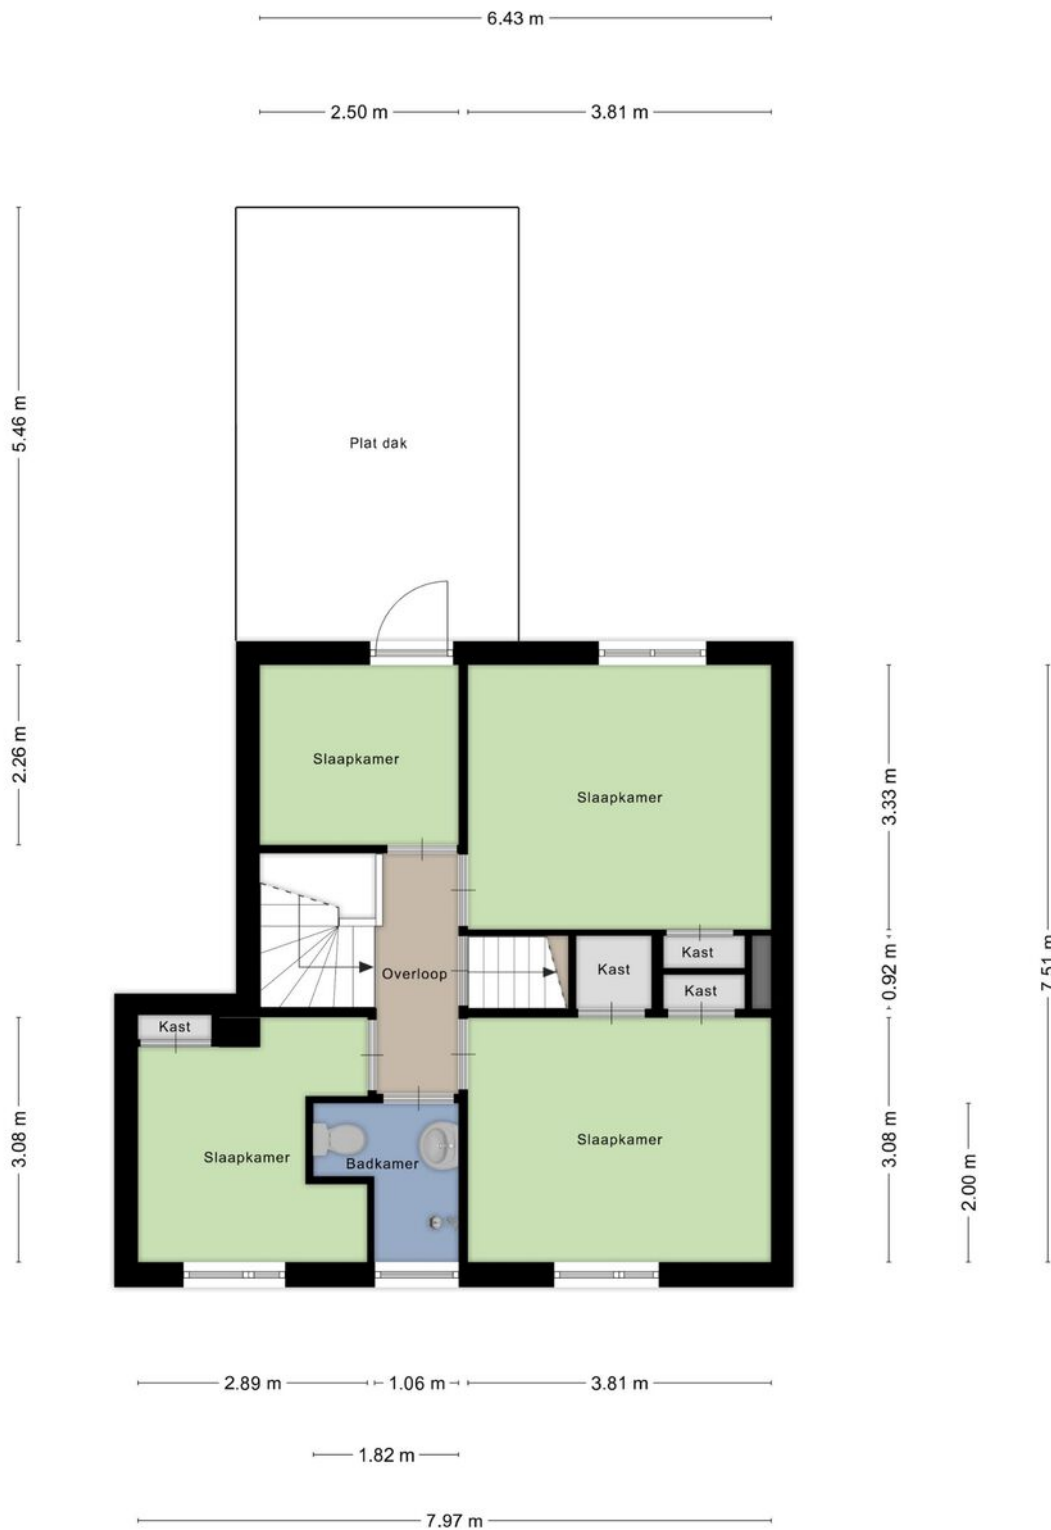 6.43 m
2.50 m
3.81 m
5.46 m
Plat dak
2.26 m
Slaapkamer
Slaapkamer
3.33 m
7.51 m
Overloop
Kast
Kast
Kast
0.92 m
Kast
3.08 m
Slaapkamer
Badkamer
Slaapkamer
3.08 m
2.00 m
2.89 m
1.06 m
3.81 m
1.82 m
7.97 m